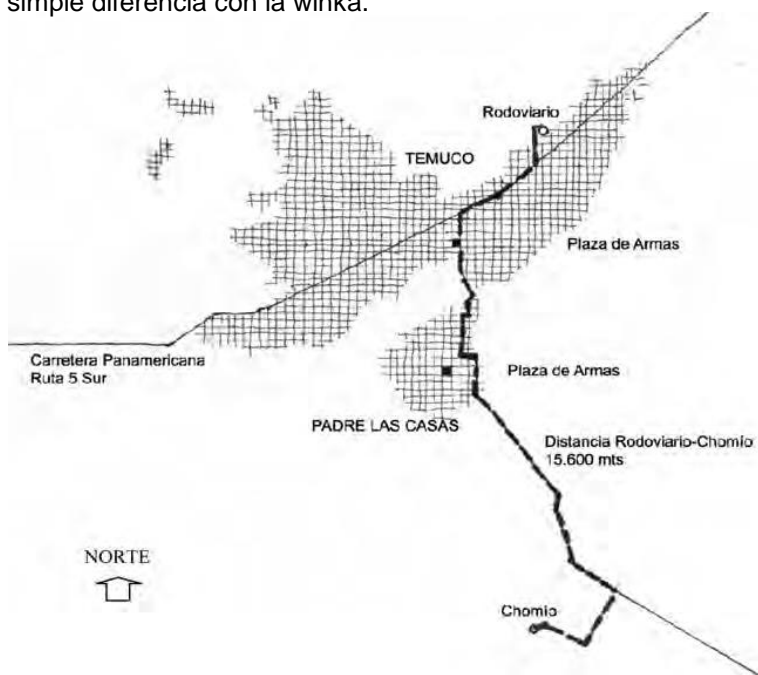 simple diferencia con la winka.
Rodoviario
TEMUCO
Plaza de Armas
Carretera Panamericana
Ruta 5 Sur
Plaza de Armas
PADRE LAS CASAS
Distancia Rodoviario-Chomio
15.600 mts
NORTE
Chomio